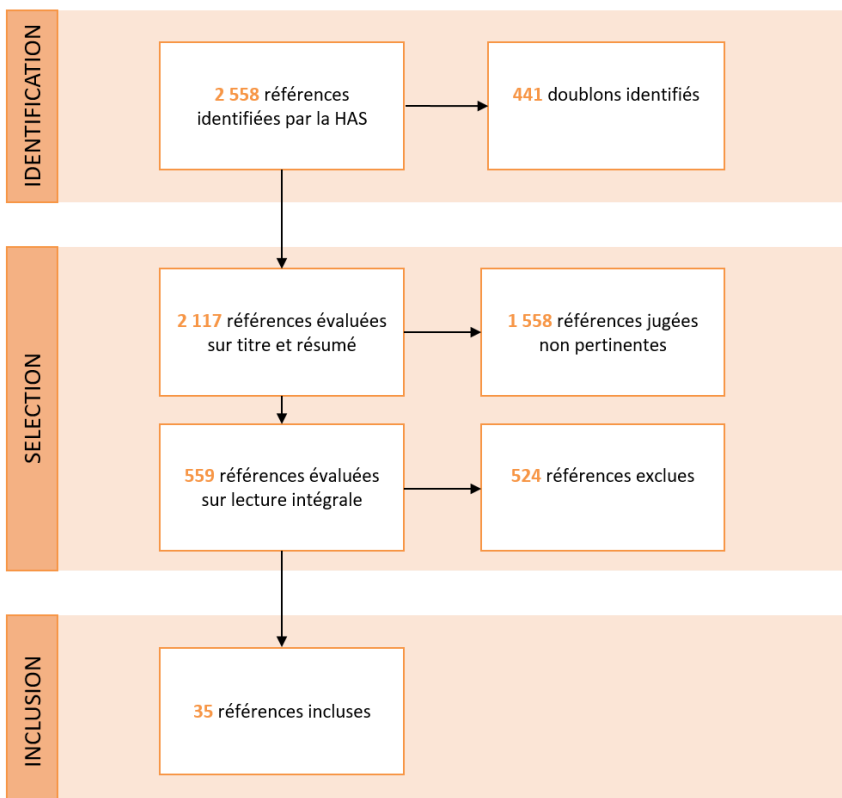 IDENTIFICATION
2 558 références
identifiées par la HAS
441 doublons identifiés
SELECTION
2 117 références évaluées
sur titre et résumé
1 558 références jugées
non pertinentes
559 références évaluées
sur lecture intégrale
524 références exclues
INCLUSION
35 références incluses